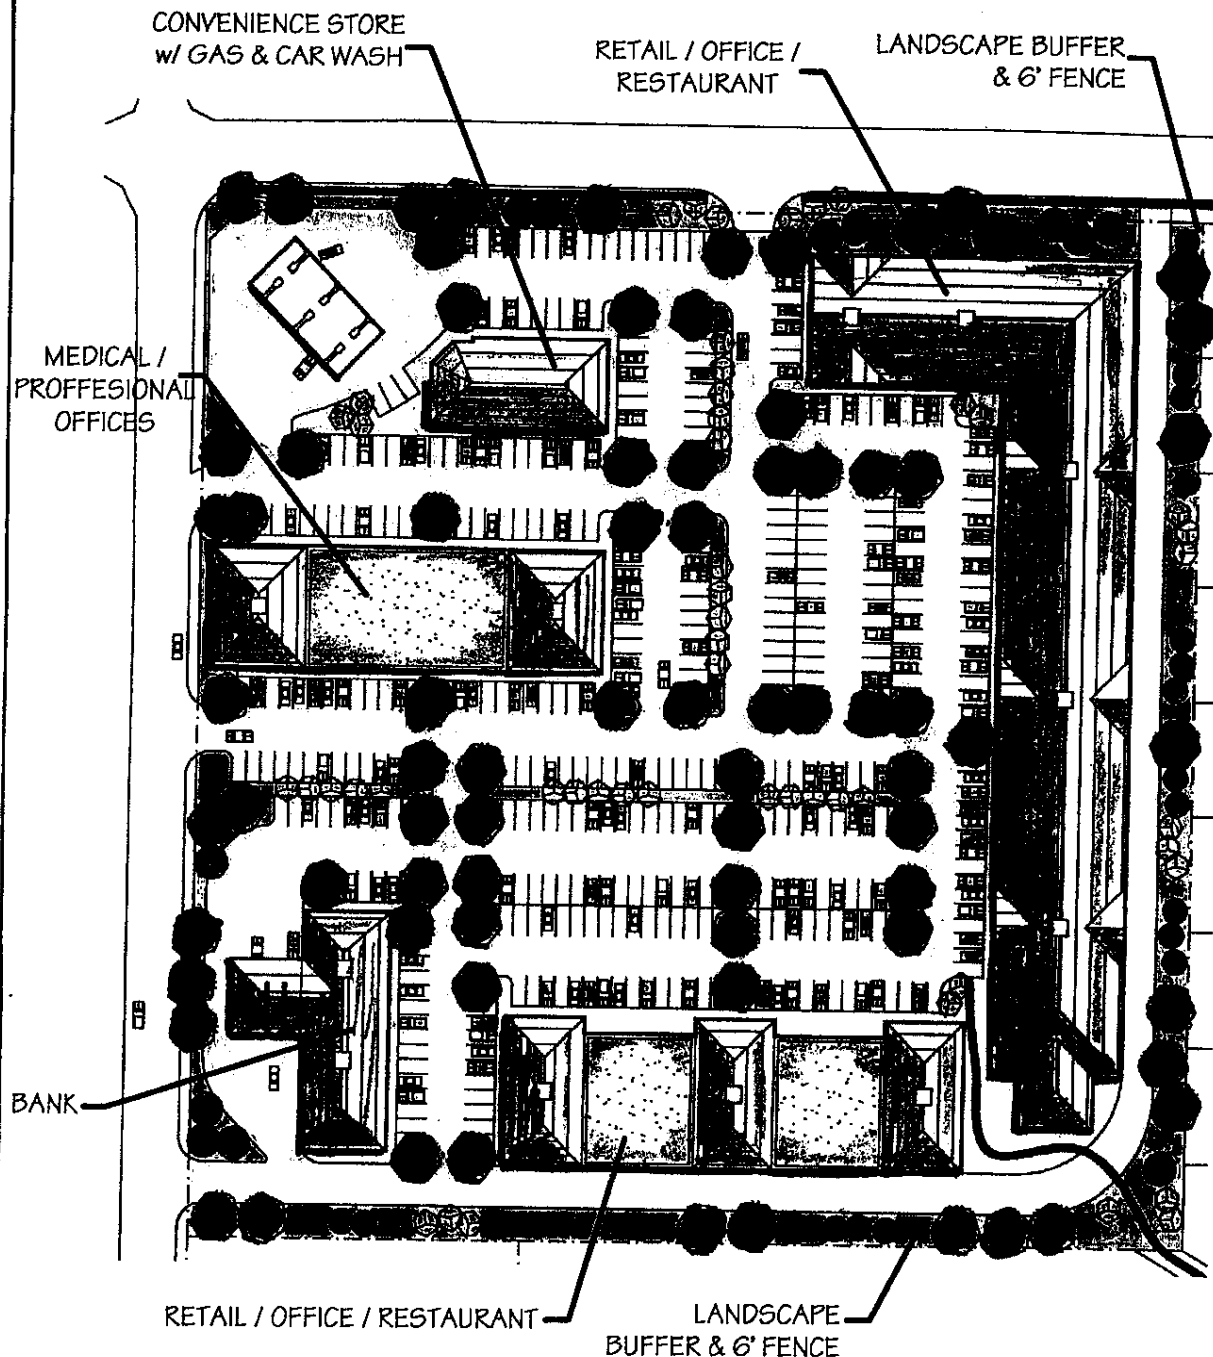 CONVENIENCE STORE
w/ GAS & CAR WASH
RETAIL / OFFICE /
RESTAURANT
LANDSCAPE BUFFER
& 6' FENCE
MEDICAL /
PROFFESIONAL
OFFICES
BANK
RETAIL / OFFICE / RESTAURANT
LANDSCAPE
BUFFER & 6' FENCE